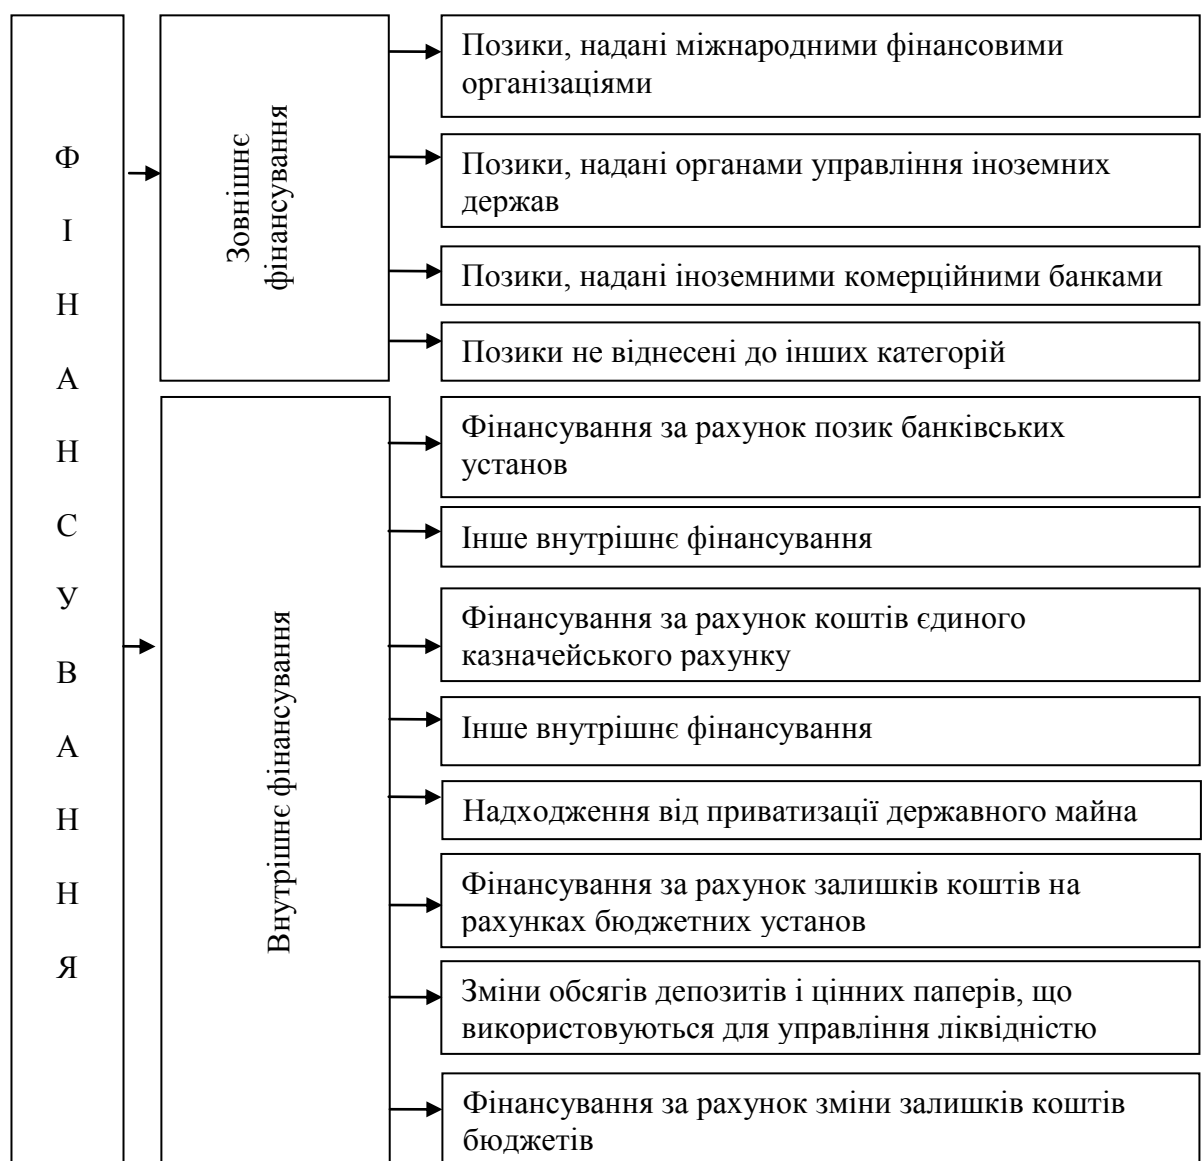 ФІНАНСУВАННЯ
Зовнішнє
фінансування
Позики, надані міжнародними фінансовими
організаціями
Позики, надані органами управління іноземних
держав
Позики, надані іноземними комерційними банками
Позики не віднесені до інших категорій
Внутрішнє фінансування
Фінансування за рахунок позик банківських
установ
Інше внутрішнє фінансування
Фінансування за рахунок коштів єдиного
казначейського рахунку
Інше внутрішнє фінансування
Надходження від приватизації державного майна
Фінансування за рахунок залишків коштів на
рахунках бюджетних установ
Зміни обсягів депозитів і цінних паперів, що
використовуються для управління ліквідністю
Фінансування за рахунок зміни залишків коштів
бюджетів